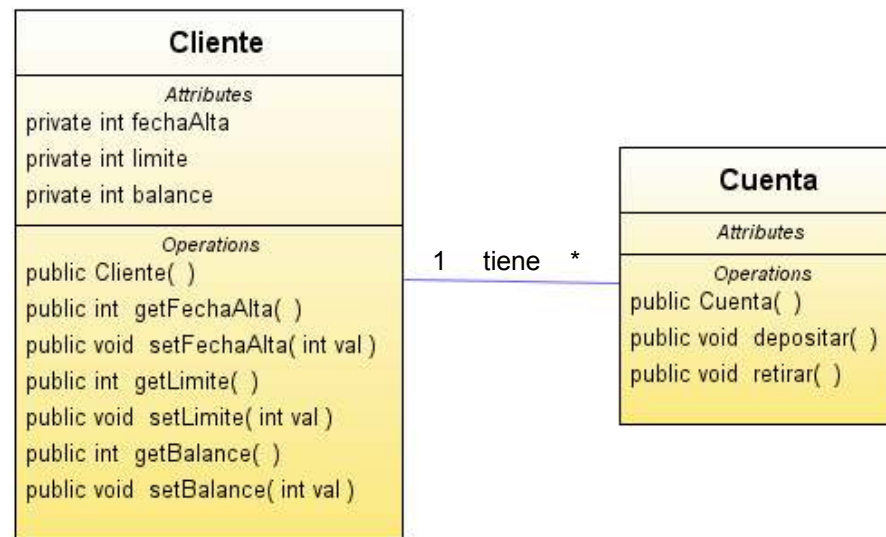 Cliente
Attributes
private int fechaAlta
private int limite
private int balance
Operations
public Cliente( )
public int getFechaAlta( )
public void setFechaAlta( int val )
public int getLimite( )
public void setLimite( int val )
public int getBalance( )
public void setBalance( int val )
1 tiene *
Cuenta
Attributes
Operations
public Cuenta( )
public void depositar( )
public void retirar( )